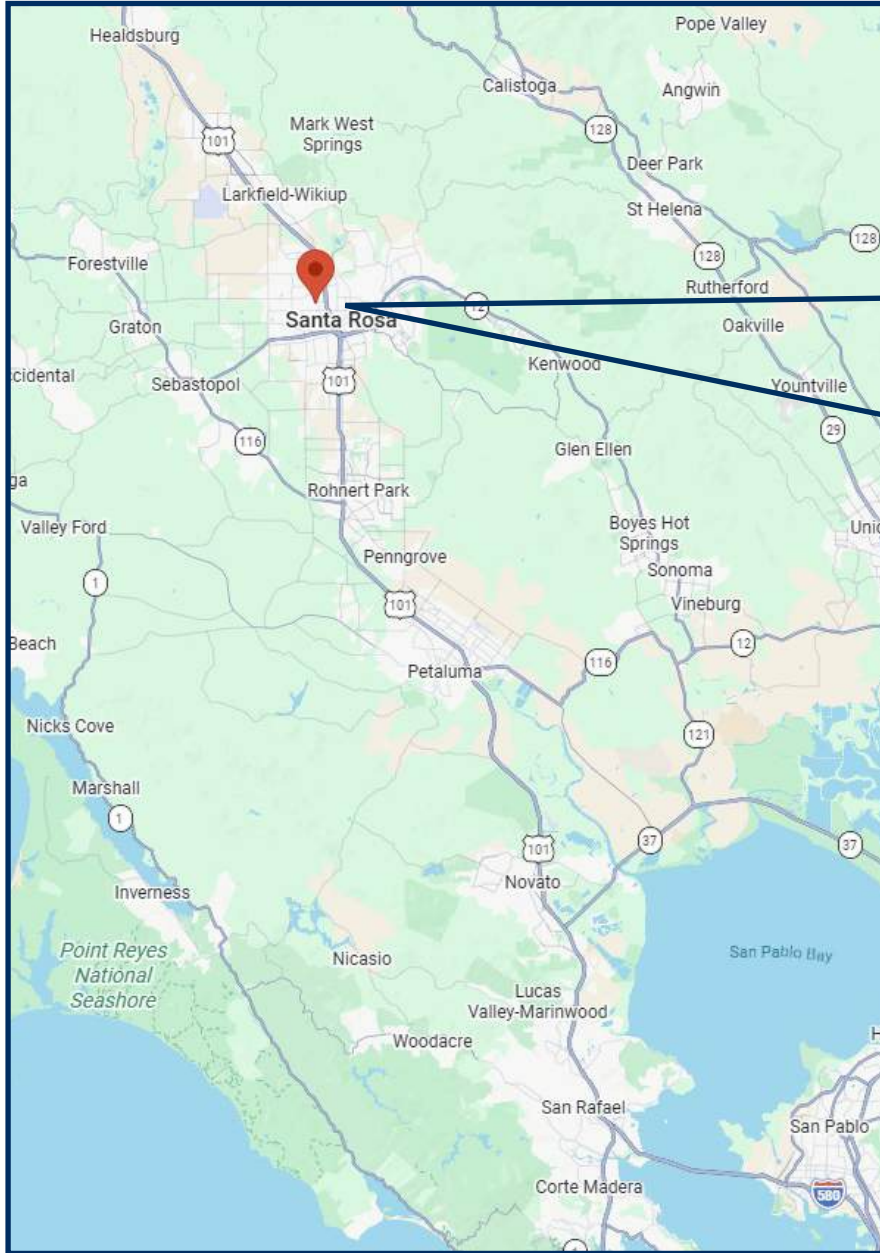 Healdsburg
Pope Valley
Calistoga
Angwin
101
Mark West
Springs
128
Deer Park
Larkfield-Wikiup
St Helena
128
Forestville
128
Rutherford
12
Santa Rosa
Graton
Oakville
Kenwood
ccidental
Sebastopol
101
Yountville
29
116
Glen Ellen
ga
Rohnert Park
Valley Ford
Boyes Hot
Springs
Unio
Penngrove
Sonoma
1
101
Vineburg
Beach
12
116
Petaluma
Nicks Cove
121
Marshall
1
37
101
37
Novato
Inverness
Point Reyes
National
Seashore
Nicasio
San Pablo Bay
Lucas
Valley-Marinwood
Woodacre
H
San Rafael
San Pablo
Corte Madera
580